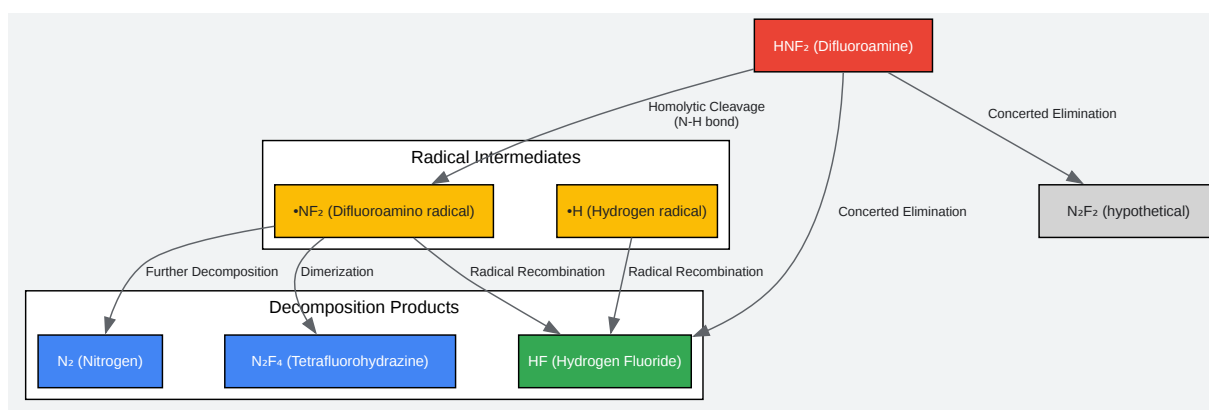 HNF₂ (Difluoroamine)
Homolytic Cleavage
(N-H bond)
Concerted Elimination
Radical Intermediates
•NF₂ (Difluoroamino radical)
•H (Hydrogen radical)
Concerted Elimination
N₂F₂ (hypothetical)
Further Decomposition
Dimerization
Radical Recombination
Radical Recombination
Decomposition Products
N₂ (Nitrogen)
N₂F₄ (Tetrafluorohydrazine)
HF (Hydrogen Fluoride)